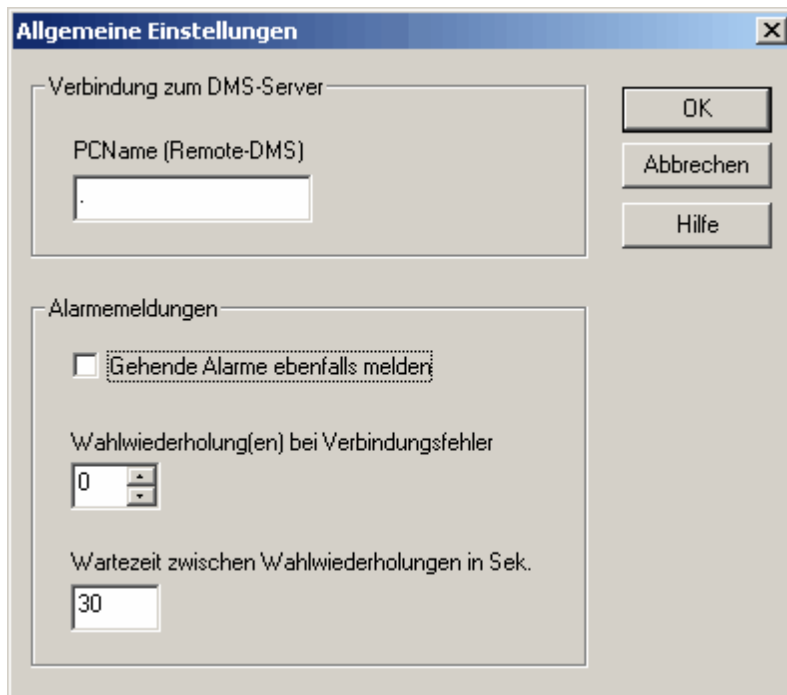 Allgemeine Einstellungen
Verbindung zum DMS-Server
PCName (Remote-DMS)
.
OK
Abbrechen
Hilfe
Alarmemeldungen
Gehende Alarme ebenfalls melden
Wahlwiederholung(en) bei Verbindungsfehler
0
Wartezeit zwischen Wahlwiederholungen in Sek.
30